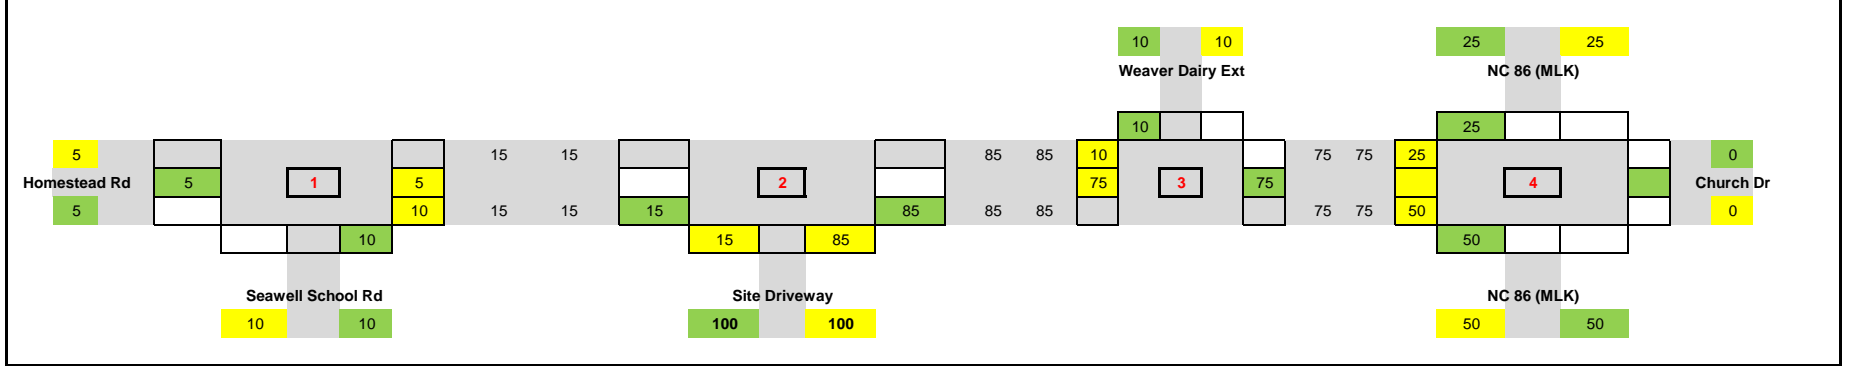 10 10 25 25
Weaver Dairy Ext NC 86 (MLK)
10 25
5 15 15 85 85 10 75 75 25 0
Homestead Rd 5 1 5 2 75 3 75 4 Church Dr
5 10 15 15 15 85 85 85 75 75 50 0
10 15 85 50
Seawell School Rd Site Driveway NC 86 (MLK)
10 10 100 100 50 50